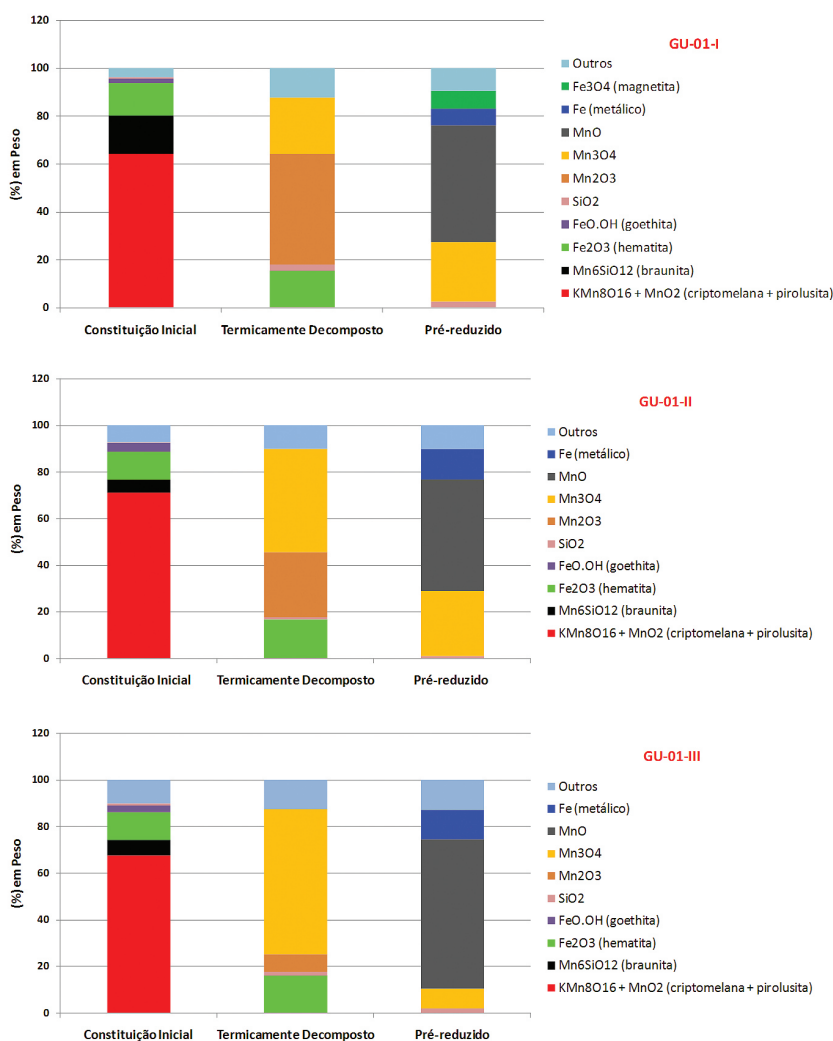 120
100
80
60
40
20
0
(%) em Peso
Constituição Inicial
Termicamente Decomposto
Pré-reduzido
GU-01-I
Outros
Fe3O4 (magnetita)
Fe (metálico)
MnO
Mn3O4
Mn2O3
SiO2
FeO.OH (goethita)
Fe2O3 (hematita)
Mn6SiO12 (braunita)
KMn8O16 + MnO2 (criptomelana + pirolusita)
120
100
80
60
40
20
0
(%) em Peso
Constituição Inicial
Termicamente Decomposto
Pré-reduzido
GU-01-II
Outros
Fe (metálico)
MnO
Mn3O4
Mn2O3
SiO2
FeO.OH (goethita)
Fe2O3 (hematita)
Mn6SiO12 (braunita)
KMn8O16 + MnO2 (criptomelana + pirolusita)
120
100
80
60
40
20
0
(%) em Peso
Constituição Inicial
Termicamente Decomposto
Pré-reduzido
GU-01-III
Outros
Fe (metálico)
MnO
Mn3O4
Mn2O3
SiO2
FeO.OH (goethita)
Fe2O3 (hematita)
Mn6SiO12 (braunita)
KMn8O16 + MnO2 (criptomelana + pirolusita)